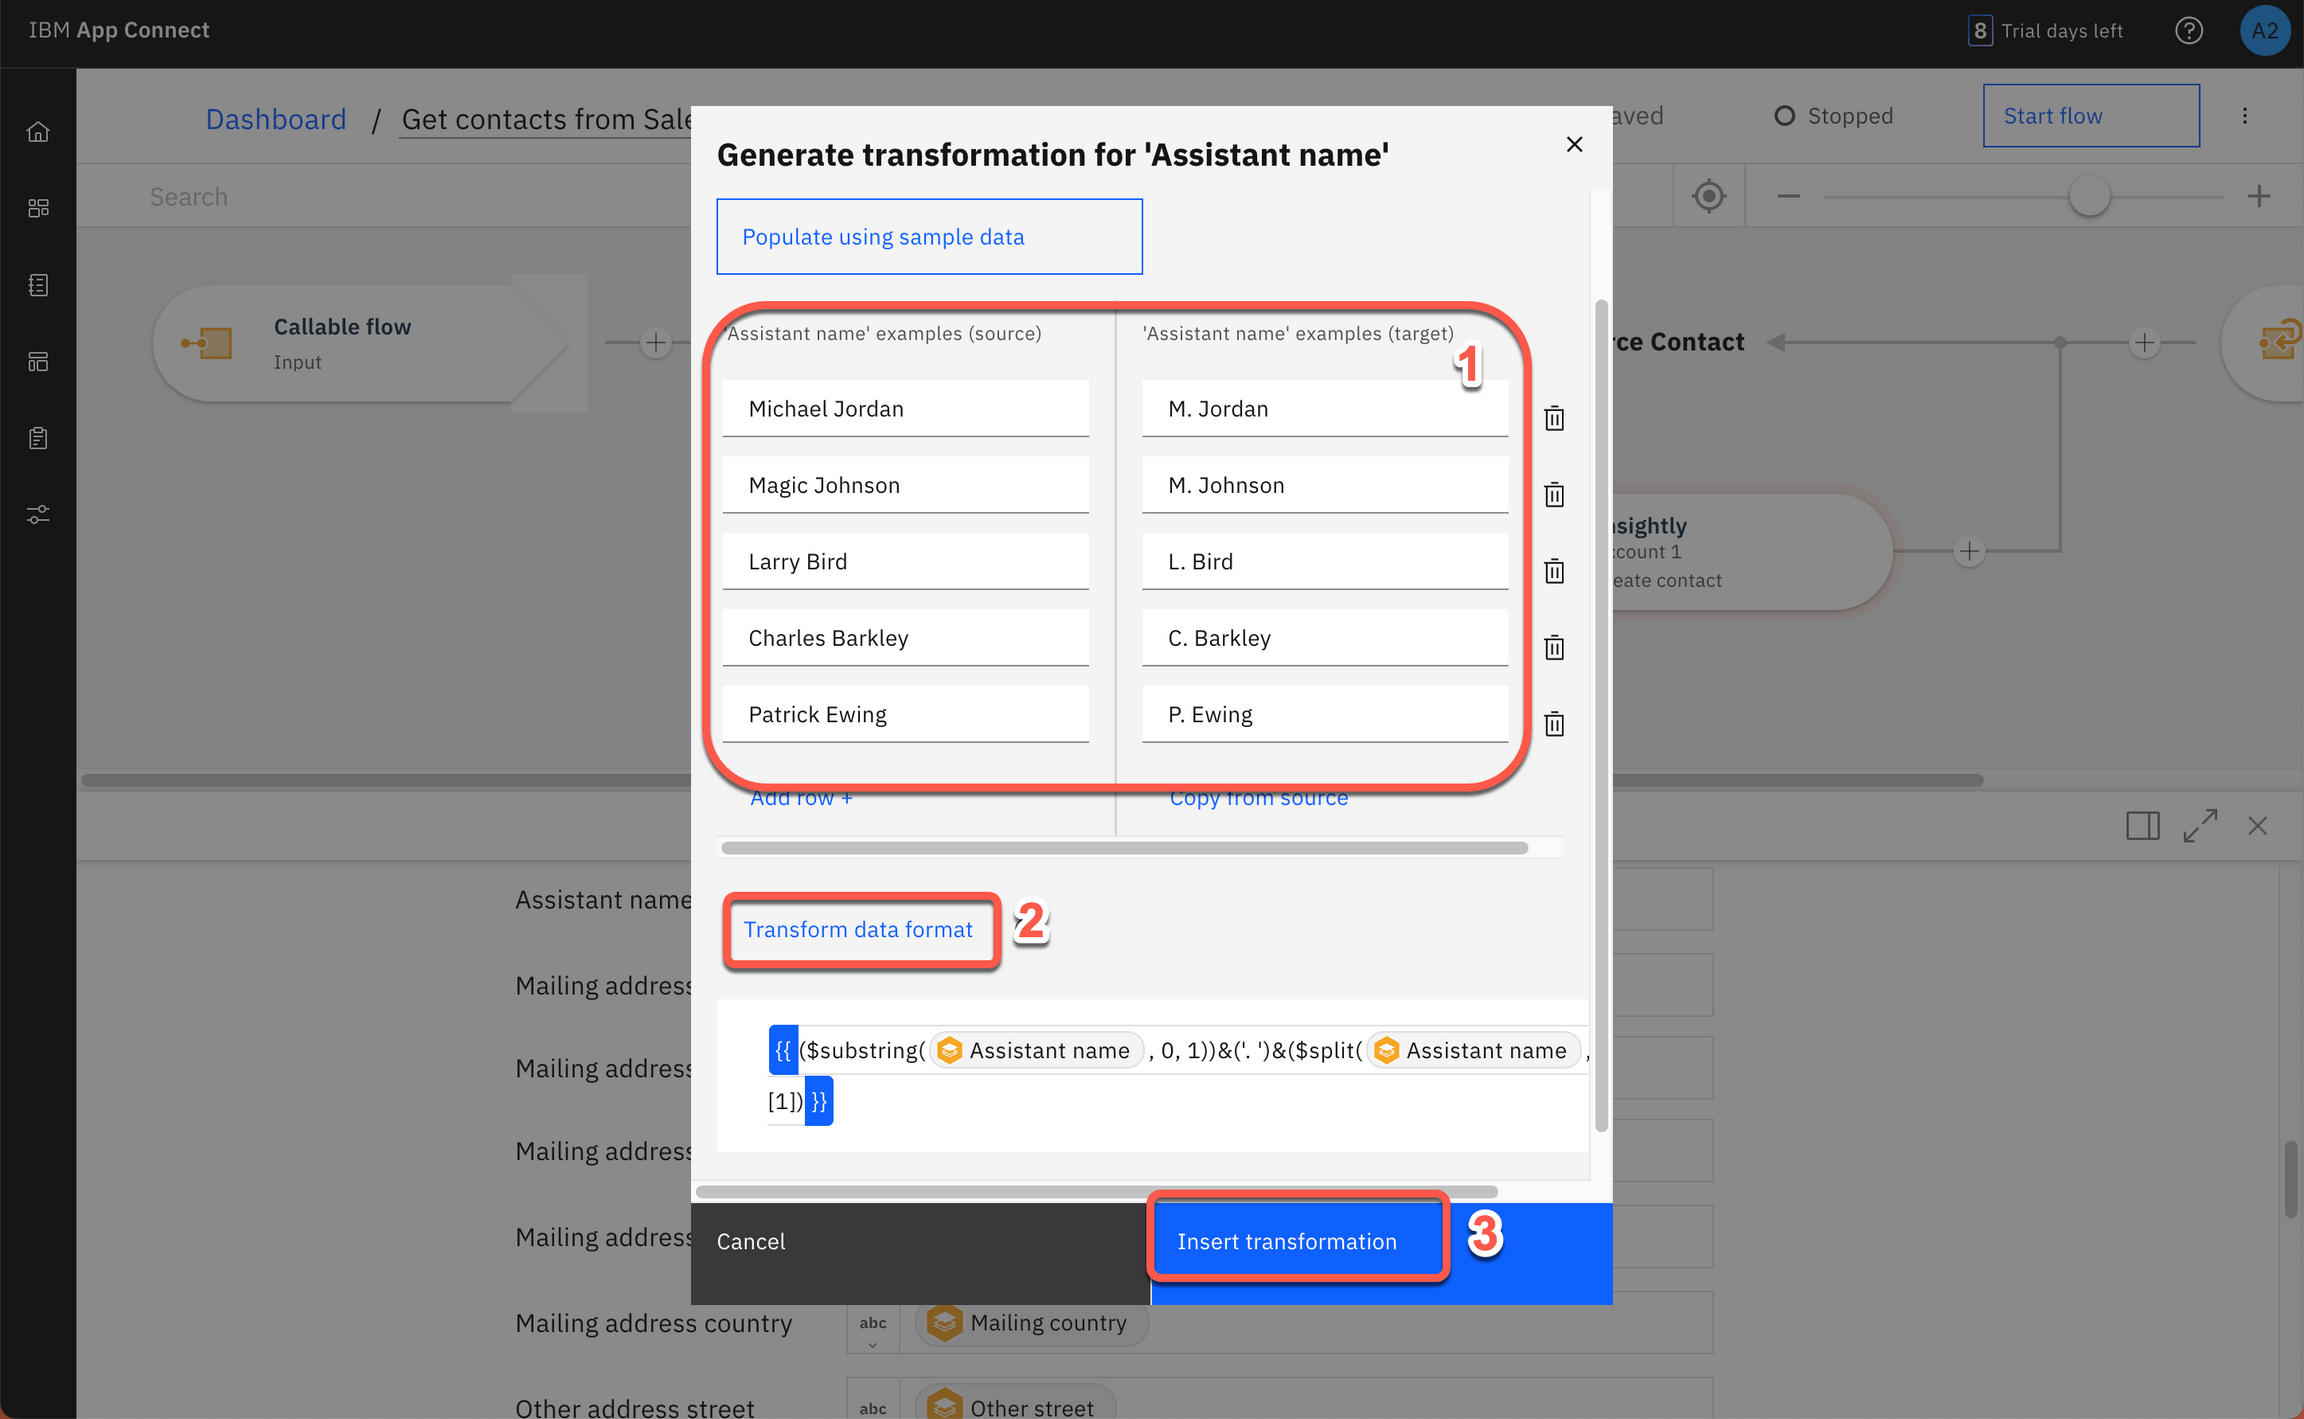 IBM App Connect
8 Trial days left
A2
Dashboard / Get contacts from Sale
aved
Stopped
Start flow
Search
Callable flow
Input
rce Contact
sightly
ccount 1
eate contact
Generate transformation for 'Assistant name'
Populate using sample data
'Assistant name' examples (source)
'Assistant name' examples (target)
1
Michael Jordan
M. Jordan
Magic Johnson
M. Johnson
Larry Bird
L. Bird
Charles Barkley
C. Barkley
Patrick Ewing
P. Ewing
Add row +
Copy from source
Transform data format
2
{{ ($substring( Assistant name , 0, 1))&('. ')&($split( Assistant name ,
[1]) }}
Cancel
Insert transformation
3
Assistant name
Mailing address
Mailing address
Mailing address
Mailing address
Mailing address country
abc
Mailing country
Other address street
abc
Other street